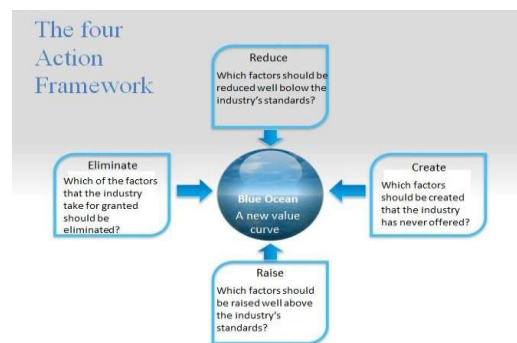 The four
Action
Framework
Reduce
Which factors should be
reduced well bolow the
industry's standards?
Eliminate
Which of the factors
that the industry
take for granted
should be
eliminated?
Blue Ocean
A new value
curve
Create
Which factors
should be created
that the industry
has never offered?
Raise
Which factors should
be raised well above
the industry's
standards?